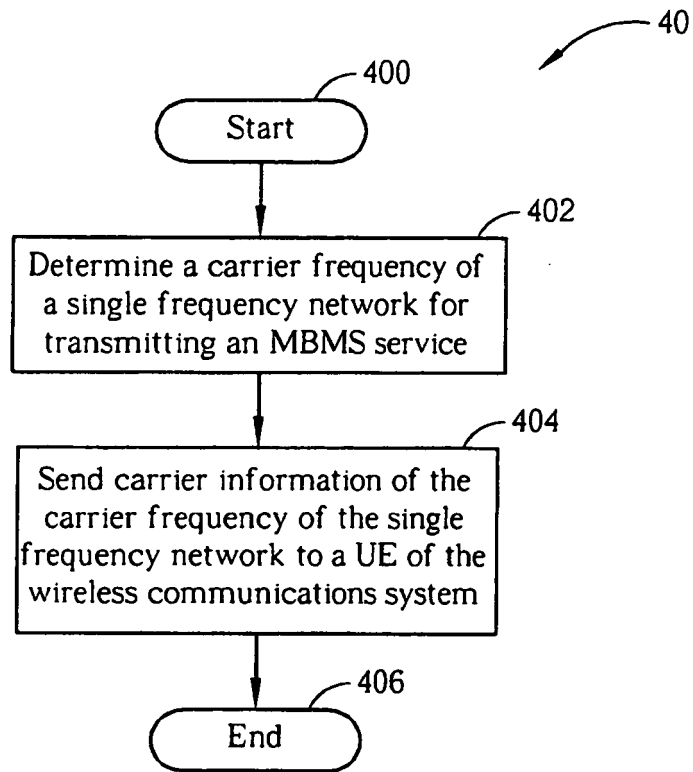 40
400
Start
402
Determine a carrier frequency of
a single frequency network for
transmitting an MBMS service
404
Send carrier information of the
carrier frequency of the single
frequency network to a UE of the
wireless communications system
406
End